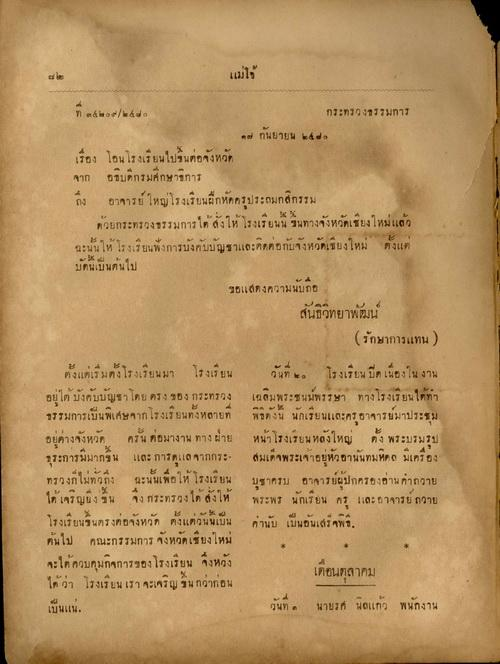 ๘๒
แม่โจ้
ที่ ๓๕๒๐๙/๒๔๘๐
กระทรวงธรรมการ
๑๗ กันยายน ๒๔๘๐
เรื่อง โอนโรงเรียนไปขึ้นต่อจังหวัด
จาก อธิบดีกรมศึกษาธิการ
ถึง อาจารย์ใหญ่โรงเรียนฝึกหัดครูประถมกสิกรรม
ด้วยกระทรวงธรรมการได้สั่งให้โรงเรียนนี้ขึ้นทางจังหวัดเชียงใหม่แล้ว
ฉะนั้นให้โรงเรียนฟังการบังคับบัญชาและติดต่อกับจังหวัดเชียงใหม่ ตั้งแต่
บัดนี้เป็นต้นไป
ขอแสดงความนับถือ
สันธิวิทยาพัฒน์
(รักษาการแทน)
ตั้งแต่เริ่มตั้งโรงเรียนมา โรงเรียน
อยู่ใต้บังคับบัญชาโดยตรงของกระทรวง
ธรรมการเป็นพิเศษจากโรงเรียนทั้งหลายที่
อยู่ต่างจังหวัด ครั้นต่อมางานทางฝ่าย
ธุระการมีมากขึ้น และการดูแลจากกระ-
ทรวงก็ไม่ทั่วถึง ฉะนั้นเพื่อให้โรงเรียน
ได้เจริญยิ่งขึ้น จึ่งกระทรวงได้สั่งให้
โรงเรียนขึ้นตรงต่อจังหวัด ตั้งแต่วันนี้เป็น
ต้นไป คณะกรรมการจังหวัดเชียงใหม่
จะได้ควบคุมกิจการของโรงเรียน จึ่งหวัง
ได้ว่า โรงเรียนเราจะเจริญขึ้นกว่าก่อน
เป็นแน่.
วันที่ ๒๐ โรงเรียนปิดเนื่องในงาน
เฉลิมพระชนม์พรรษา ทางโรงเรียนได้ทำ
พิธีดังนี้ นักเรียนและครูอาจารย์มาประชุม
หน้าโรงเรียนหลังใหญ่ ตั้งพระบรมรูป
สมเด็จพระเจ้าอยู่หัวอานันทมหิดล มีเครื่อง
บูชาครบ อาจารย์ผู้ปกครองอ่านคำถวาย
พระพร นักเรียน ครู และอาจารย์ถวาย
คำนับ เป็นอันเสร็จพิธี.
* * *
เดือนตุลาคม
วันที่ ๑ นายรศ นิลแก้ว พนักงาน